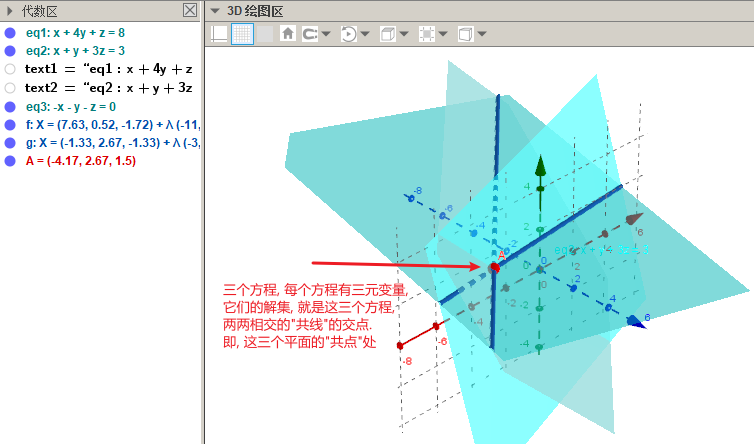 代数区
eq1: x + 4y + z = 8
eq2: x + y + 3z = 3
text1 = “eq1 : x + 4y + z
text2 = “eq2 : x + y + 3z
eq3: -x - y - z = 0
f: X = (7.63, 0.52, -1.72) + λ (-11,
g: X = (-1.33, 2.67, -1.33) + λ (-3,
A = (-4.17, 2.67, 1.5)
3D 绘图区
-8
-6
-4
-2
0
2
4
6
4
2
0
-2
-4
6
4
2
-2
-4
-6
-8
A
三个方程, 每个方程有三元变量,
它们的解集, 就是这三个方程,
两两相交的"共线"的交点.
即, 这三个平面的"共点"处